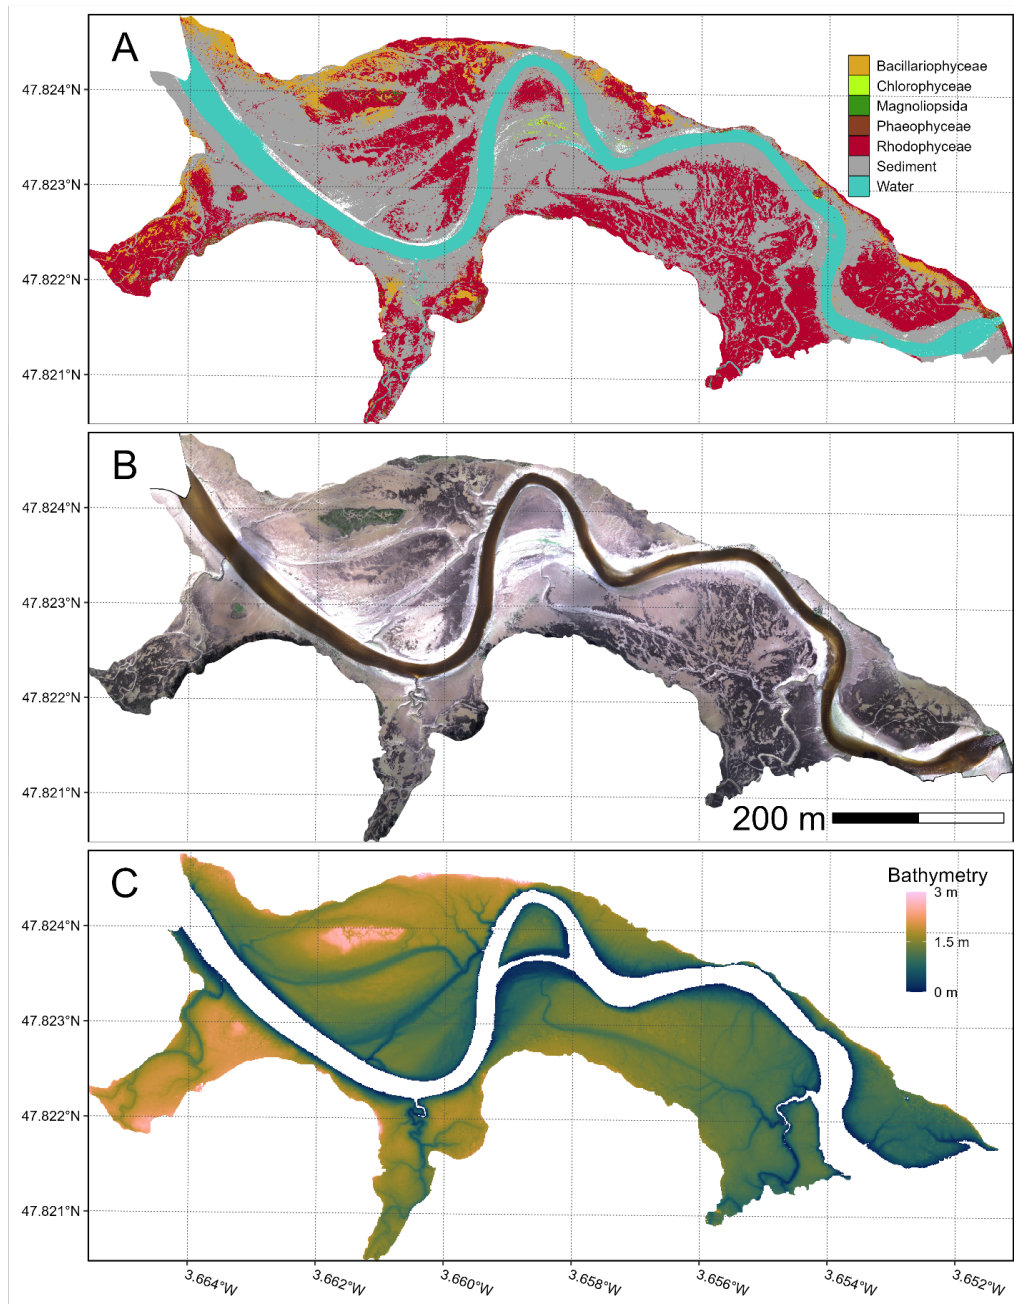 A
47.824°N
47.823°N
47.822°N
47.821°N
Bacillariophyceae
Chlorophyceae
Magnoliopsida
Phaeophyceae
Rhodophyceae
Sediment
Water
B
47.824°N
47.823°N
47.822°N
47.821°N
200 m
C
47.824°N
47.823°N
47.822°N
47.821°N
Bathymetry
3 m
1.5 m
0 m
3.664°W 3.662°W 3.660°W 3.658°W 3.656°W 3.654°W 3.652°W